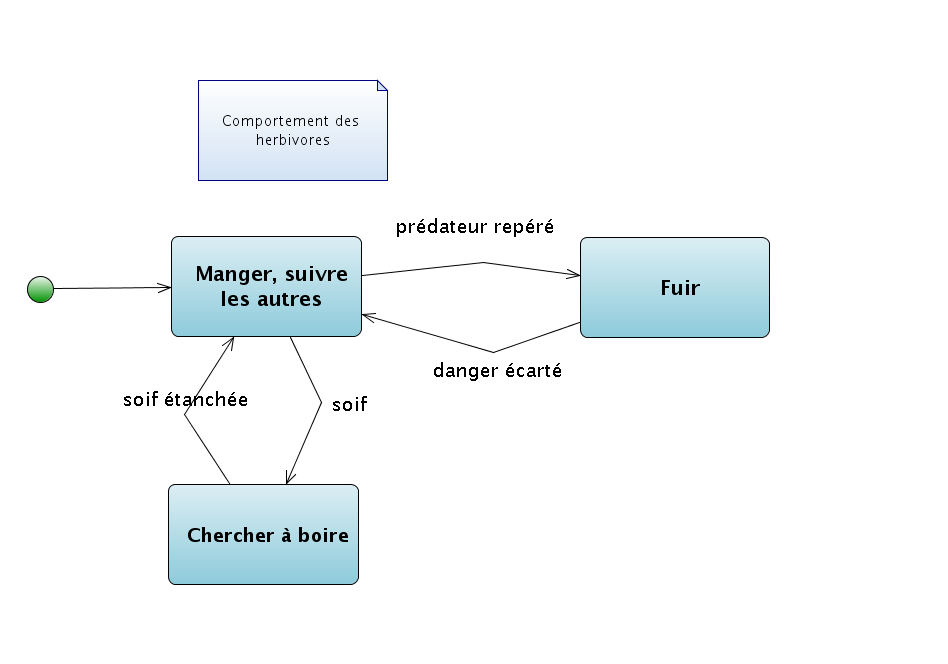 Comportement des
herbivores
prédateur repéré
Manger, suivre
les autres
Fuir
danger écarté
soif étanchée
soif
Chercher à boire